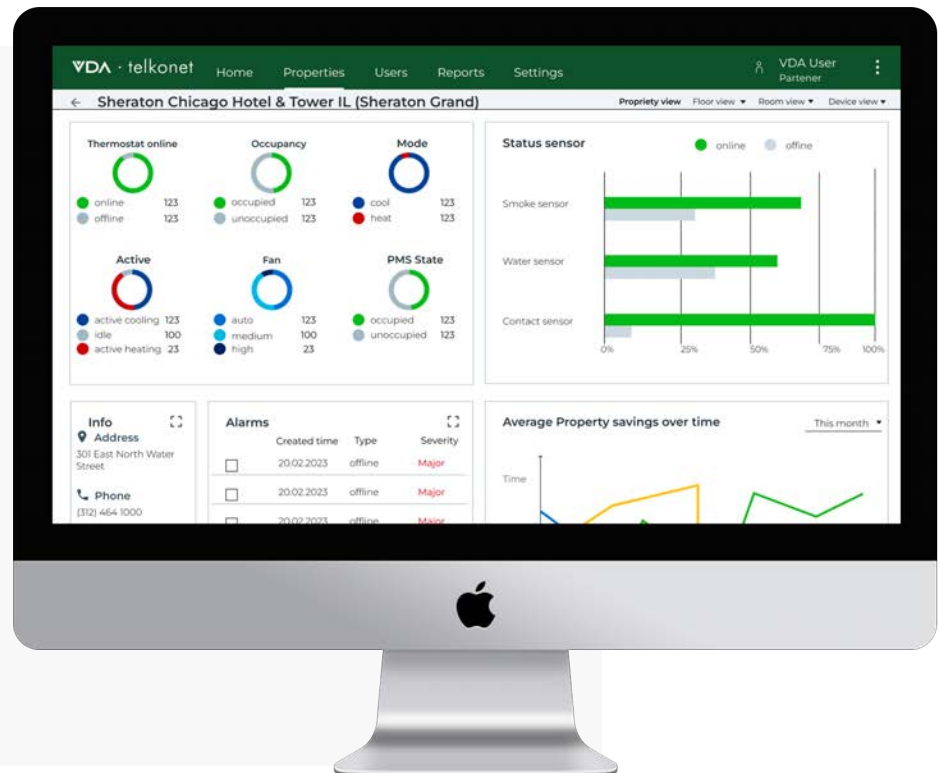 VDA · telkonet
Home Properties Users Reports Settings
VDA User
Partener
← Sheraton Chicago Hotel & Tower IL (Sheraton Grand)
Propriety view Floor view ▾ Room view ▾ Device view ▾
Thermostat online
online 123
offline 123
Occupancy
occupied 123
unoccupied 123
Mode
cool 123
heat 123
Active
active cooling 123
idle 100
active heating 23
Fan
auto 123
medium 100
high 23
PMS State
occupied 123
unoccupied 123
Status sensor
online offine
Smoke sensor
Water sensor
Contact sensor
0% 25% 50% 75% 100%
Info
Address
301 East North Water
Street
Phone
(312) 464 1000
Alarms
Created time Type Severity
20.02.2023 offline Major
20.02.2023 offline Major
20.02.2023 offline Major
Average Property savings over time
This month ▾
Time